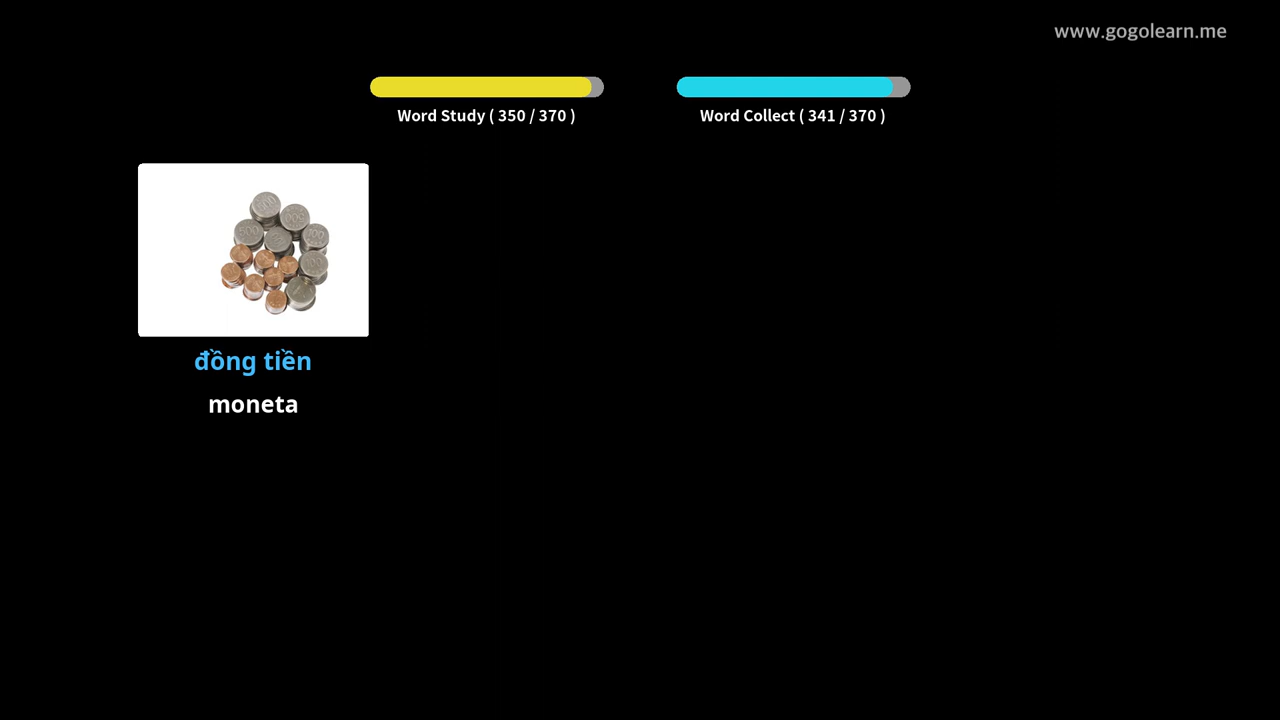 www.gogolearn.me
Word Study ( 350 / 370 )
Word Collect ( 341 / 370 )
đồng tiền
moneta